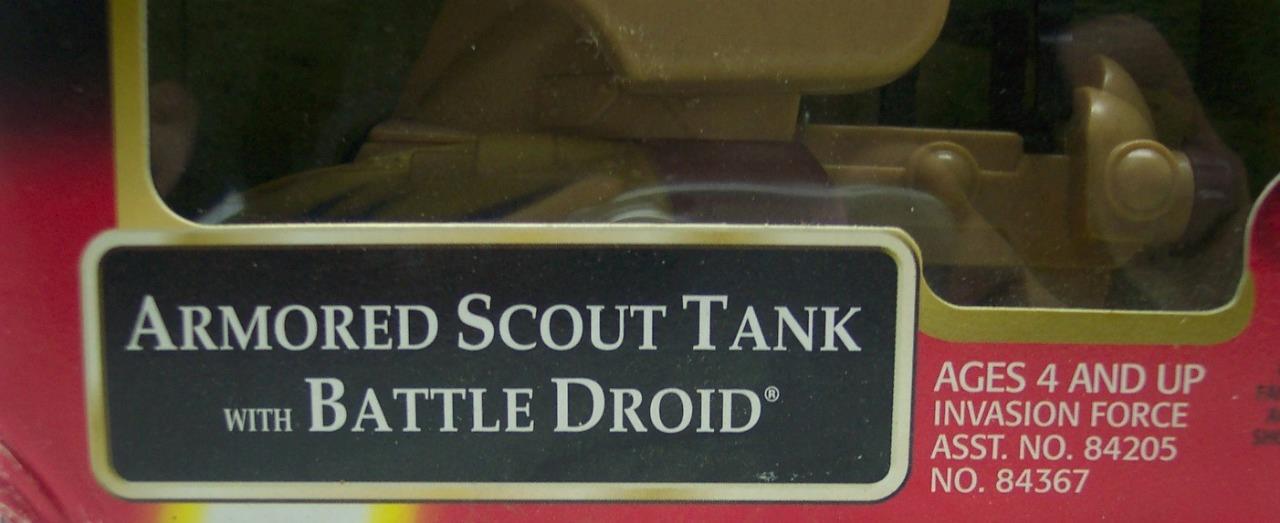 ARMORED SCOUT TANK
WITH BATTLE DROID®
AGES 4 AND UP
INVASION FORCE
ASST. NO. 84205
NO. 84367